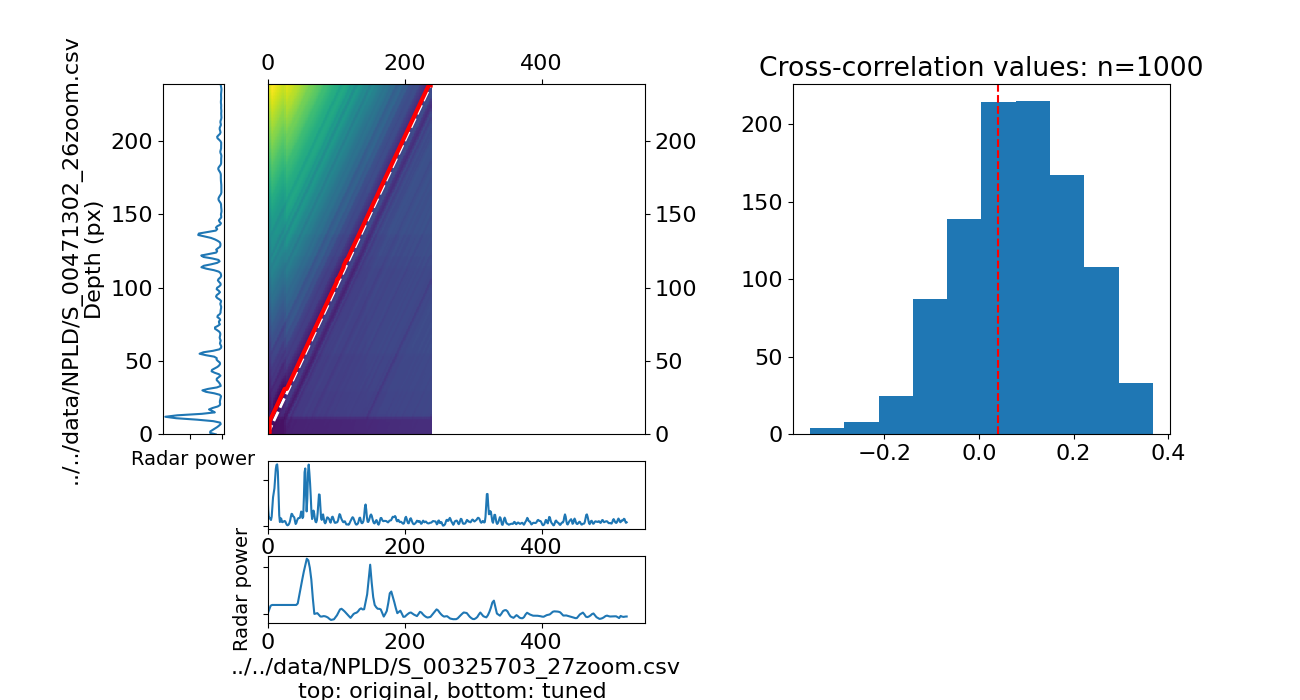 0 200 400
Cross-correlation values: n=1000
../../data/NPLD/S_00471302_26zoom.csv
Depth (px)
200
150
100
50
0
Radar power
200
150
100
50
0
200
150
100
50
0
−0.2 0.0 0.2 0.4
0 200 400
Radar power
0 200 400
../../data/NPLD/S_00325703_27zoom.csv
top: original, bottom: tuned